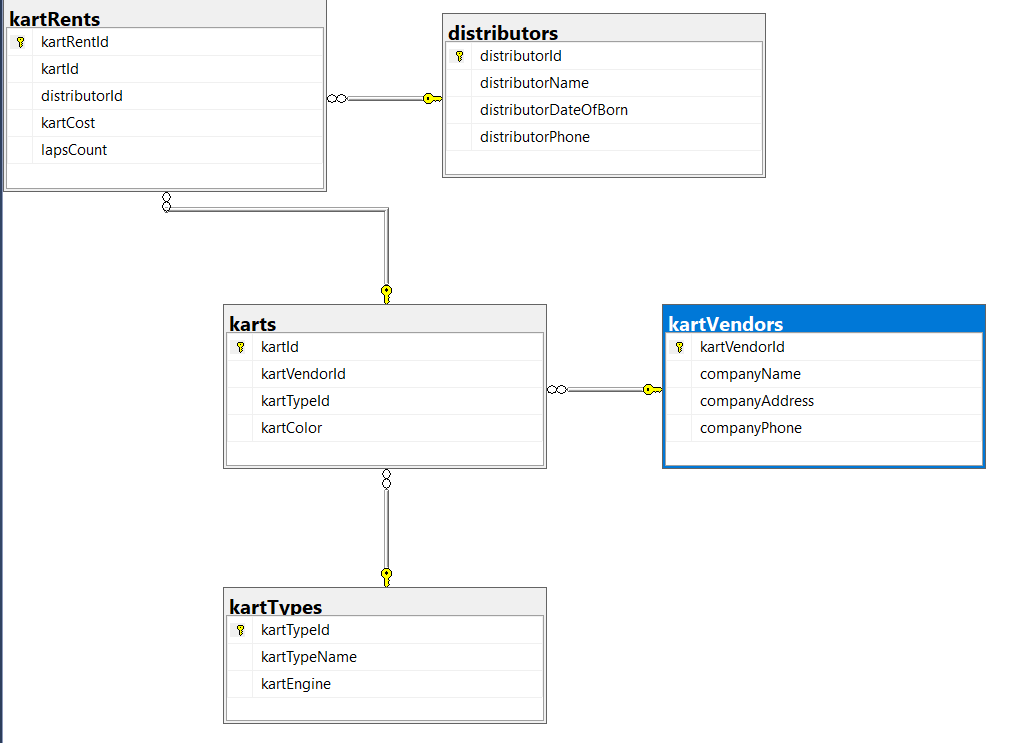 kartRents
kartRentId
kartId
distributorId
kartCost
lapsCount
distributors
distributorId
distributorName
distributorDateOfBorn
distributorPhone
karts
kartId
kartVendorId
kartTypeId
kartColor
kartVendors
kartVendorId
companyName
companyAddress
companyPhone
kartTypes
kartTypeId
kartTypeName
kartEngine